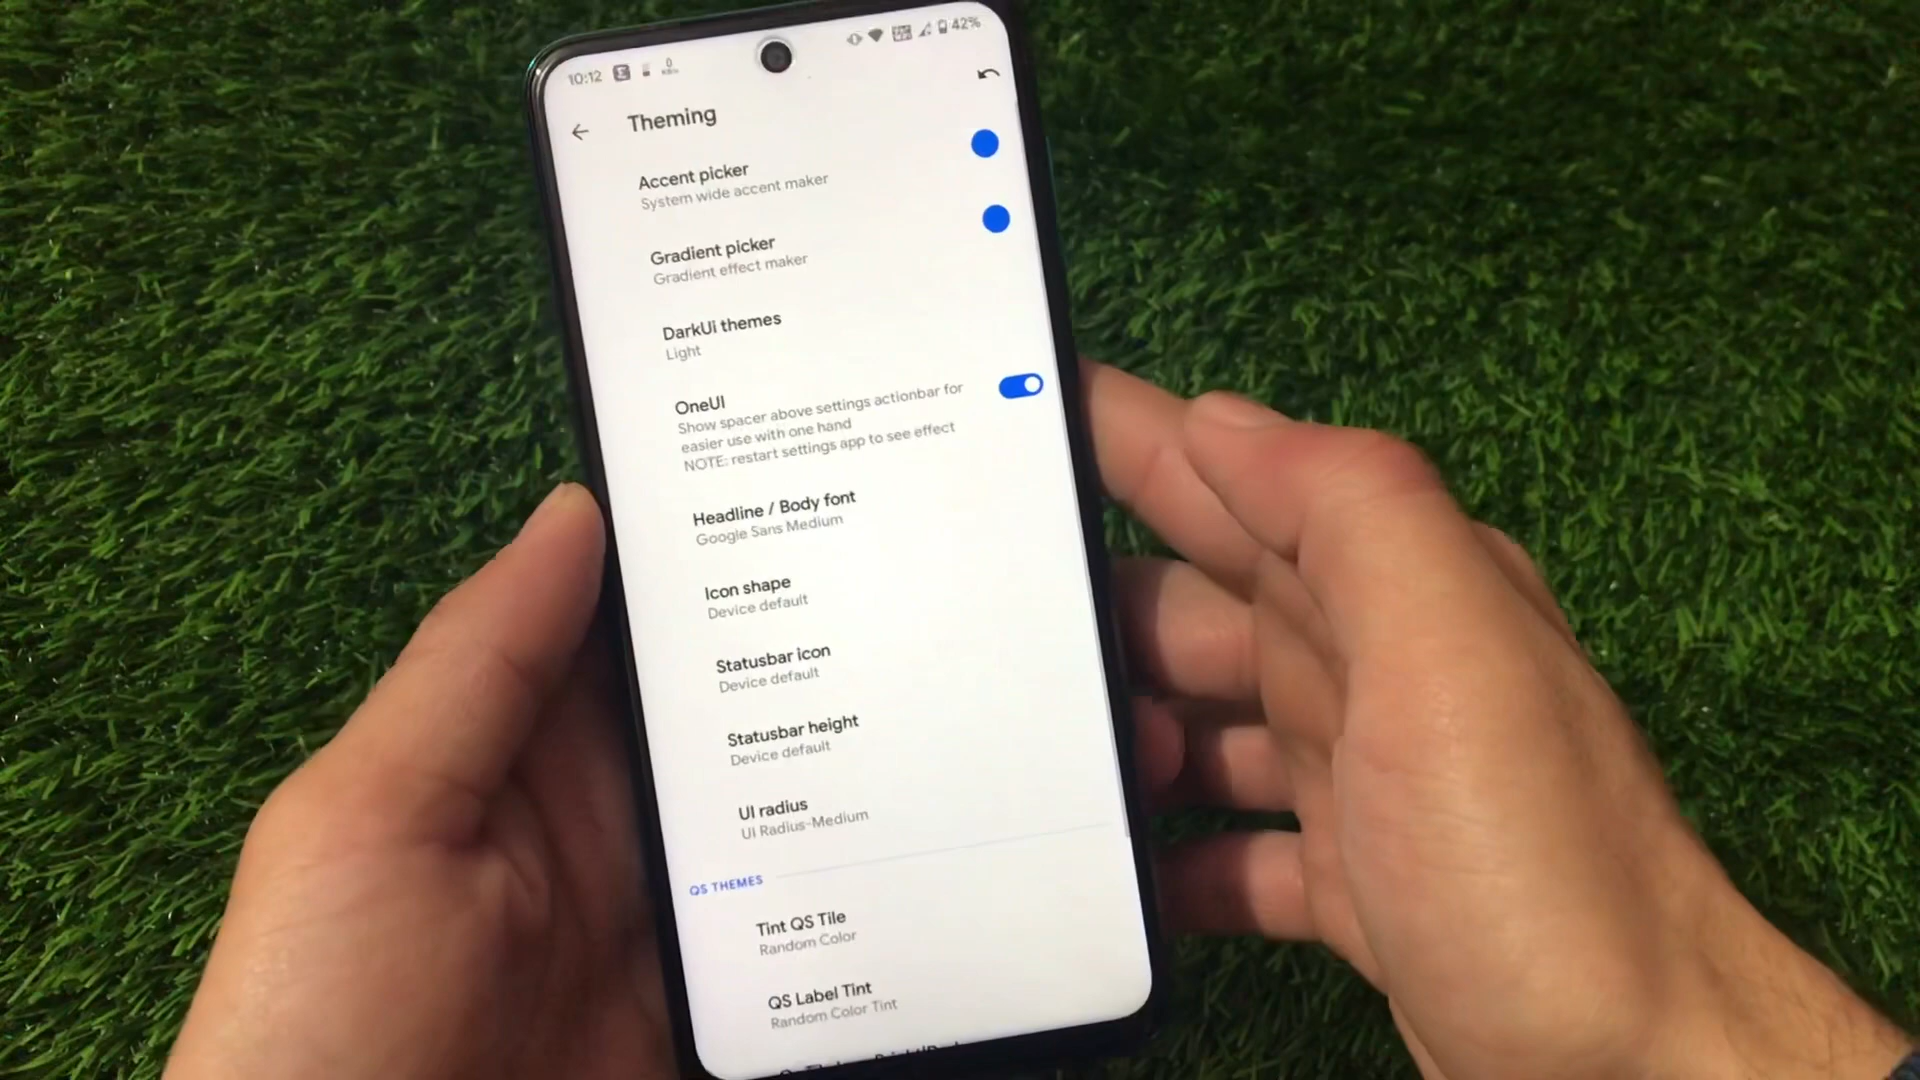 10:12 0 42%
Theming
Accent picker
System wide accent maker
Gradient picker
Gradient effect maker
DarkUi themes
Light
OneUI
Show spacer above settings actionbar for
easier use with one hand
NOTE: restart settings app to see effect
Headline / Body font
Google Sans Medium
Icon shape
Device default
Statusbar icon
Device default
Statusbar height
Device default
UI radius
UI Radius-Medium
QS THEMES
Tint QS Tile
Random Color
QS Label Tint
Random Color Tint